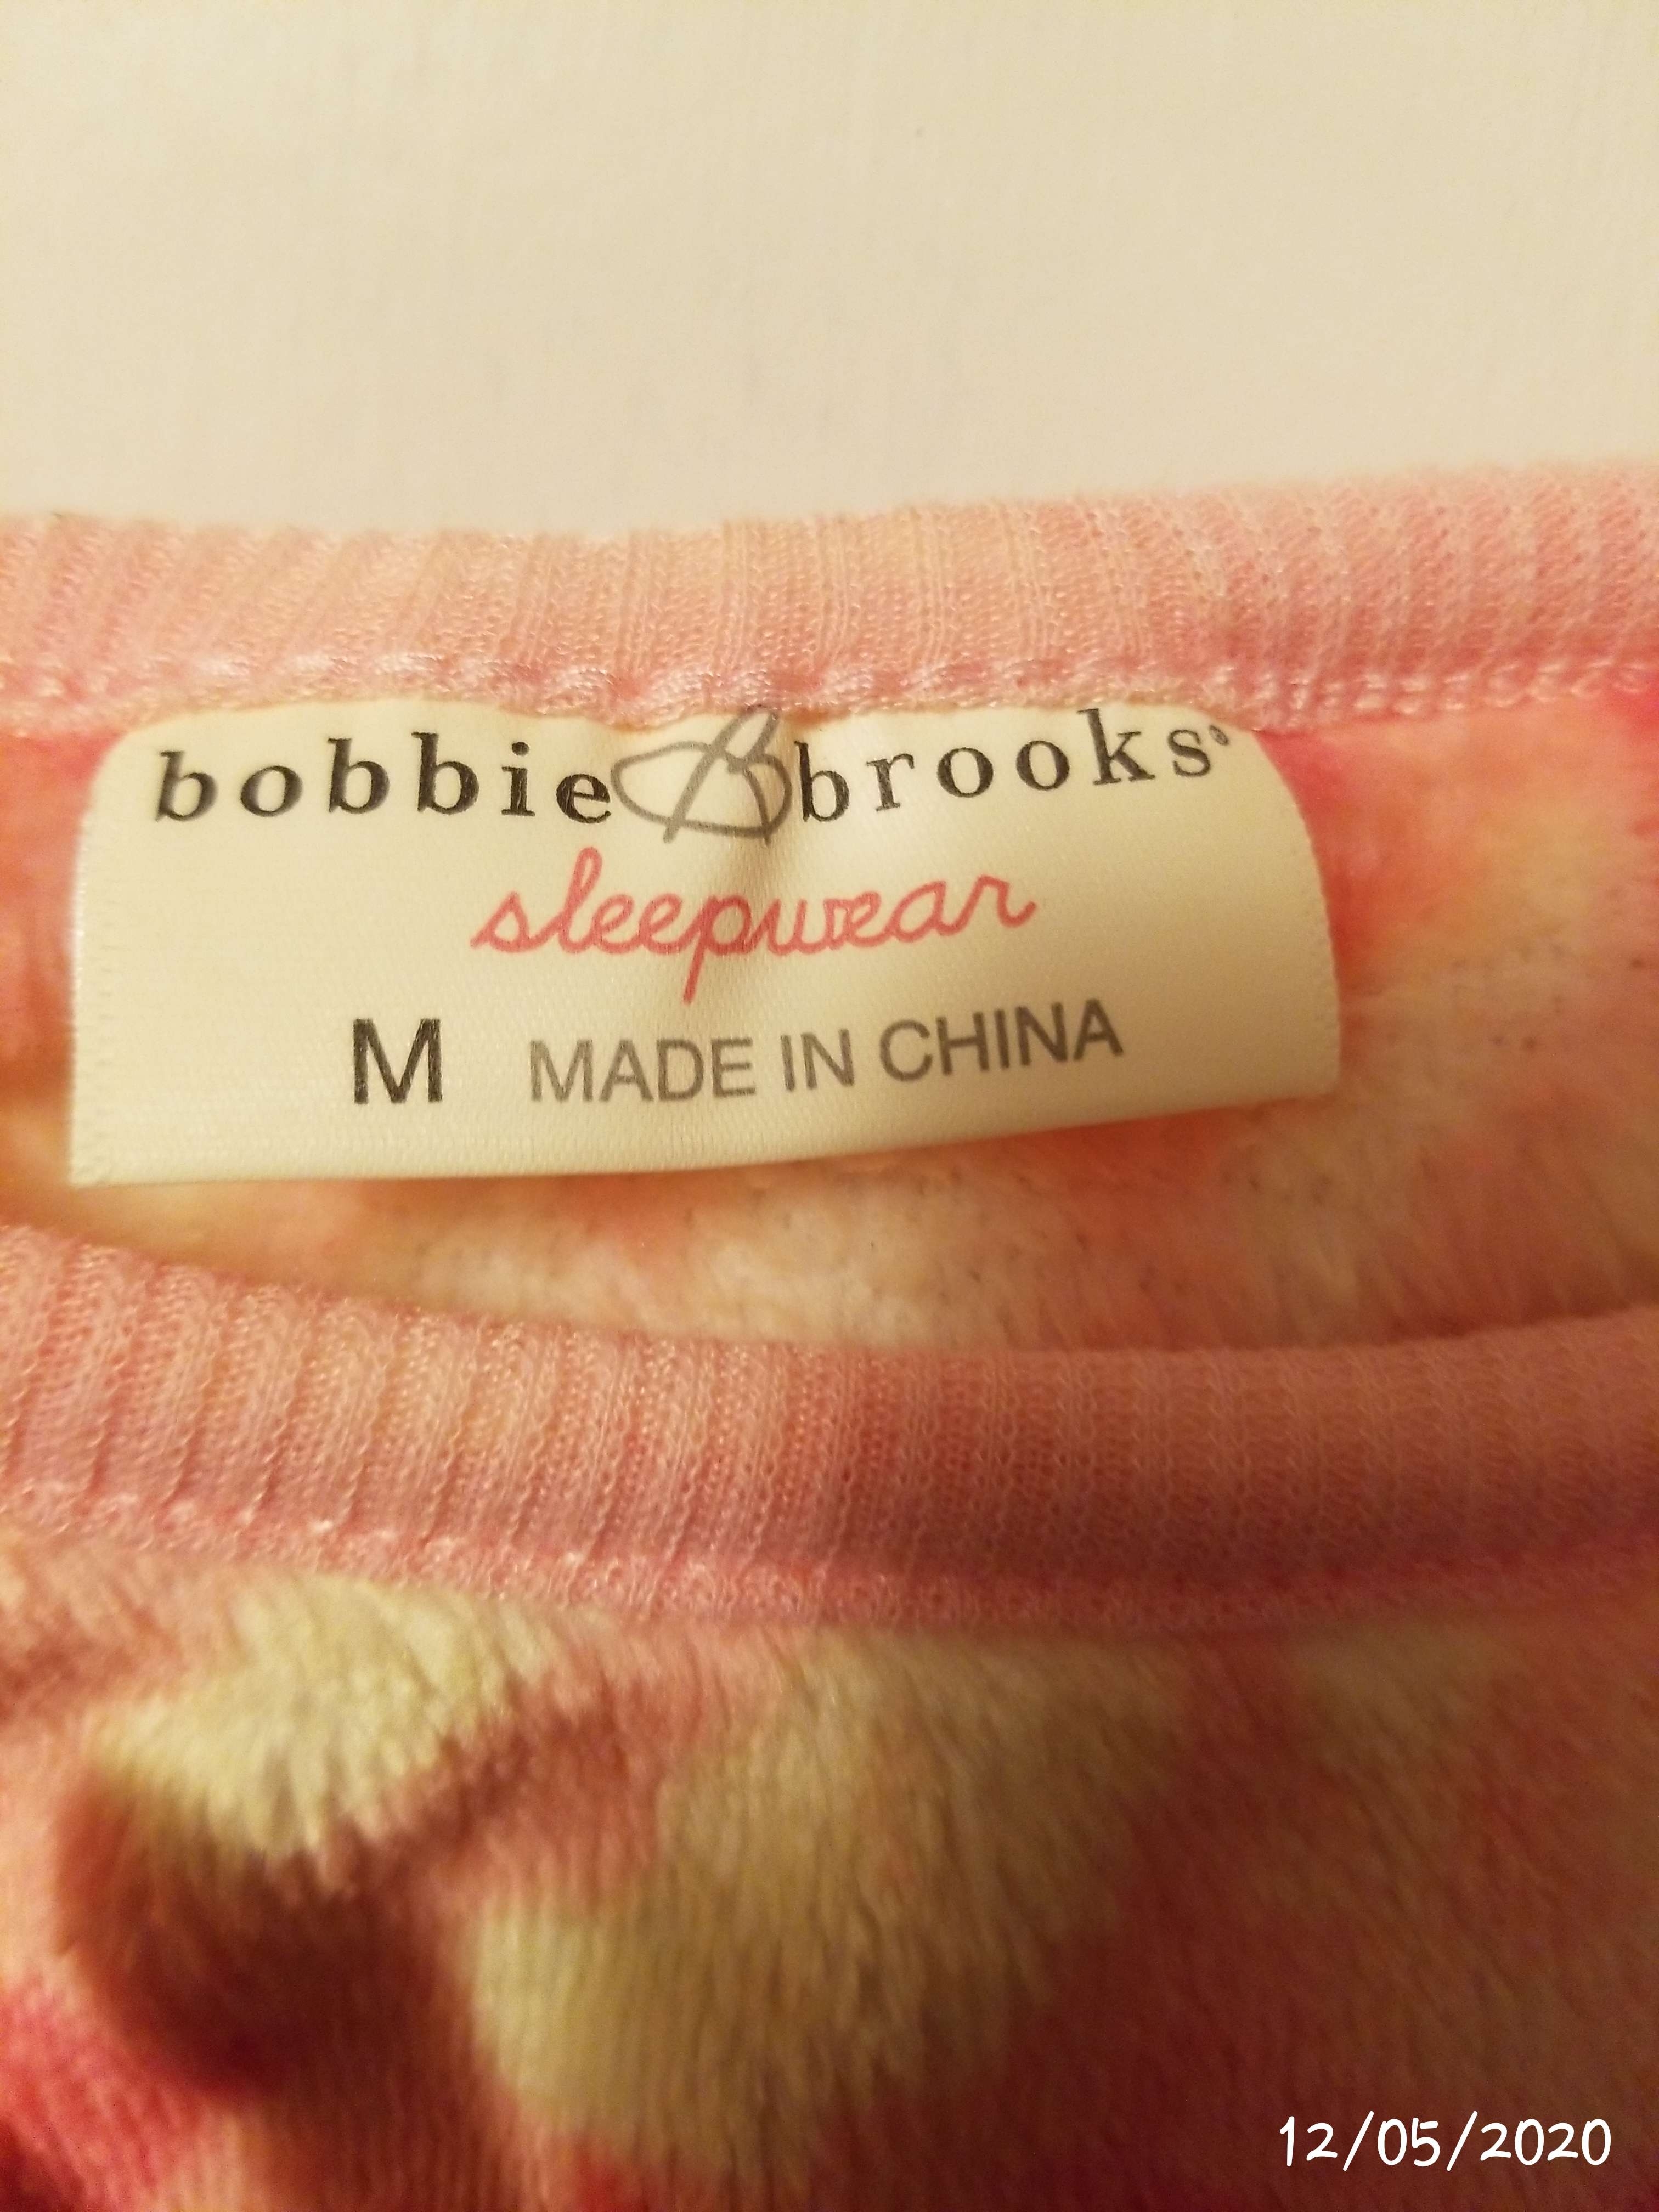 bobbie B brooks®
sleepwear
M MADE IN CHINA
12/05/2020